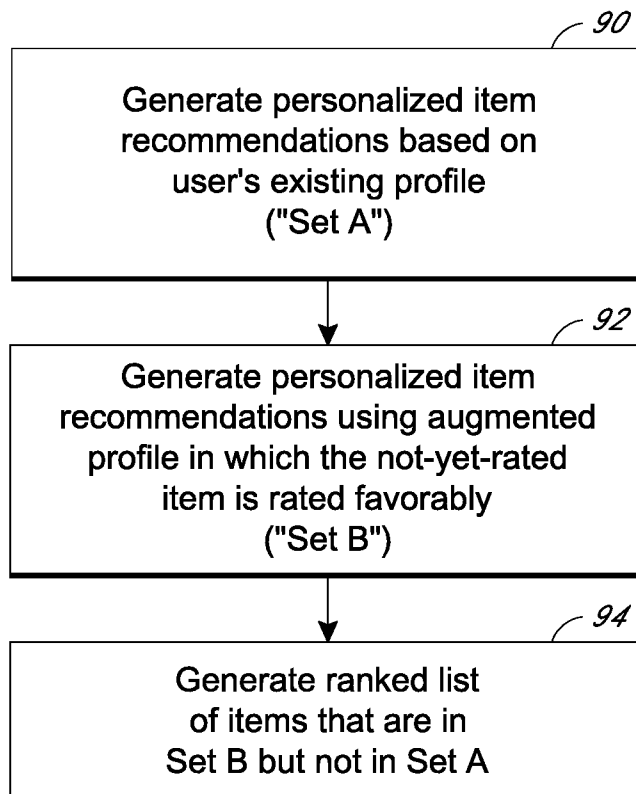 90
Generate personalized item
recommendations based on
user's existing profile
("Set A")
92
Generate personalized item
recommendations using augmented
profile in which the not-yet-rated
item is rated favorably
("Set B")
94
Generate ranked list
of items that are in
Set B but not in Set A